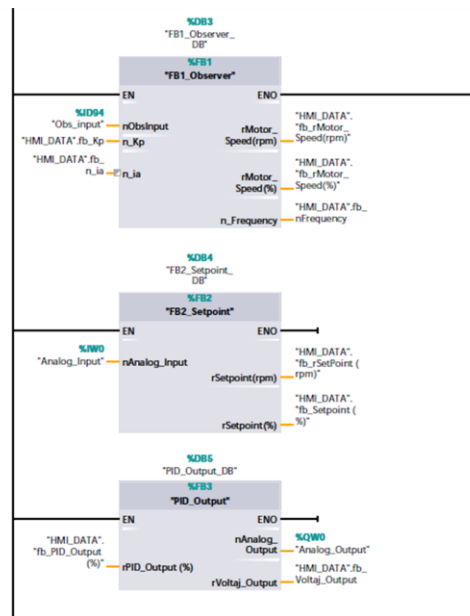 %DB3
"FB1_Observer_
DB"
%FB1
"FB1_Observer"
EN ENO
%ID94
"Obs_input" nObsInput
"HMI_DATA".fb_Kp n_Kp
"HMI_DATA".fb_
n_ia n_ia
rMotor_
Speed(rpm)
"HMI_DATA".
"fb_rMotor_
Speed(rpm)"
rMotor_
Speed(%)
"HMI_DATA".
"fb_rMotor_
Speed(%)"
n_Frequency
"HMI_DATA".fb_
nFrequency
%DB4
"FB2_Setpoint_
DB"
%FB2
"FB2_Setpoint"
EN ENO
%IW0
"Analog_Input" nAnalog_Input
rSetpoint(rpm)
"HMI_DATA".
"fb_rSetPoint (
rpm)"
rSetpoint(%)
"HMI_DATA".
"fb_Setpoint (
%)"
%DB5
"PID_Output_DB"
%FB3
"PID_Output"
EN ENO
"HMI_DATA".
"fb_PID_Output
(%)" rPID_Output (%)
nAnalog_
Output
%QW0
"Analog_Output"
rVoltaj_Output
"HMI_DATA".fb_
Voltaj_Output